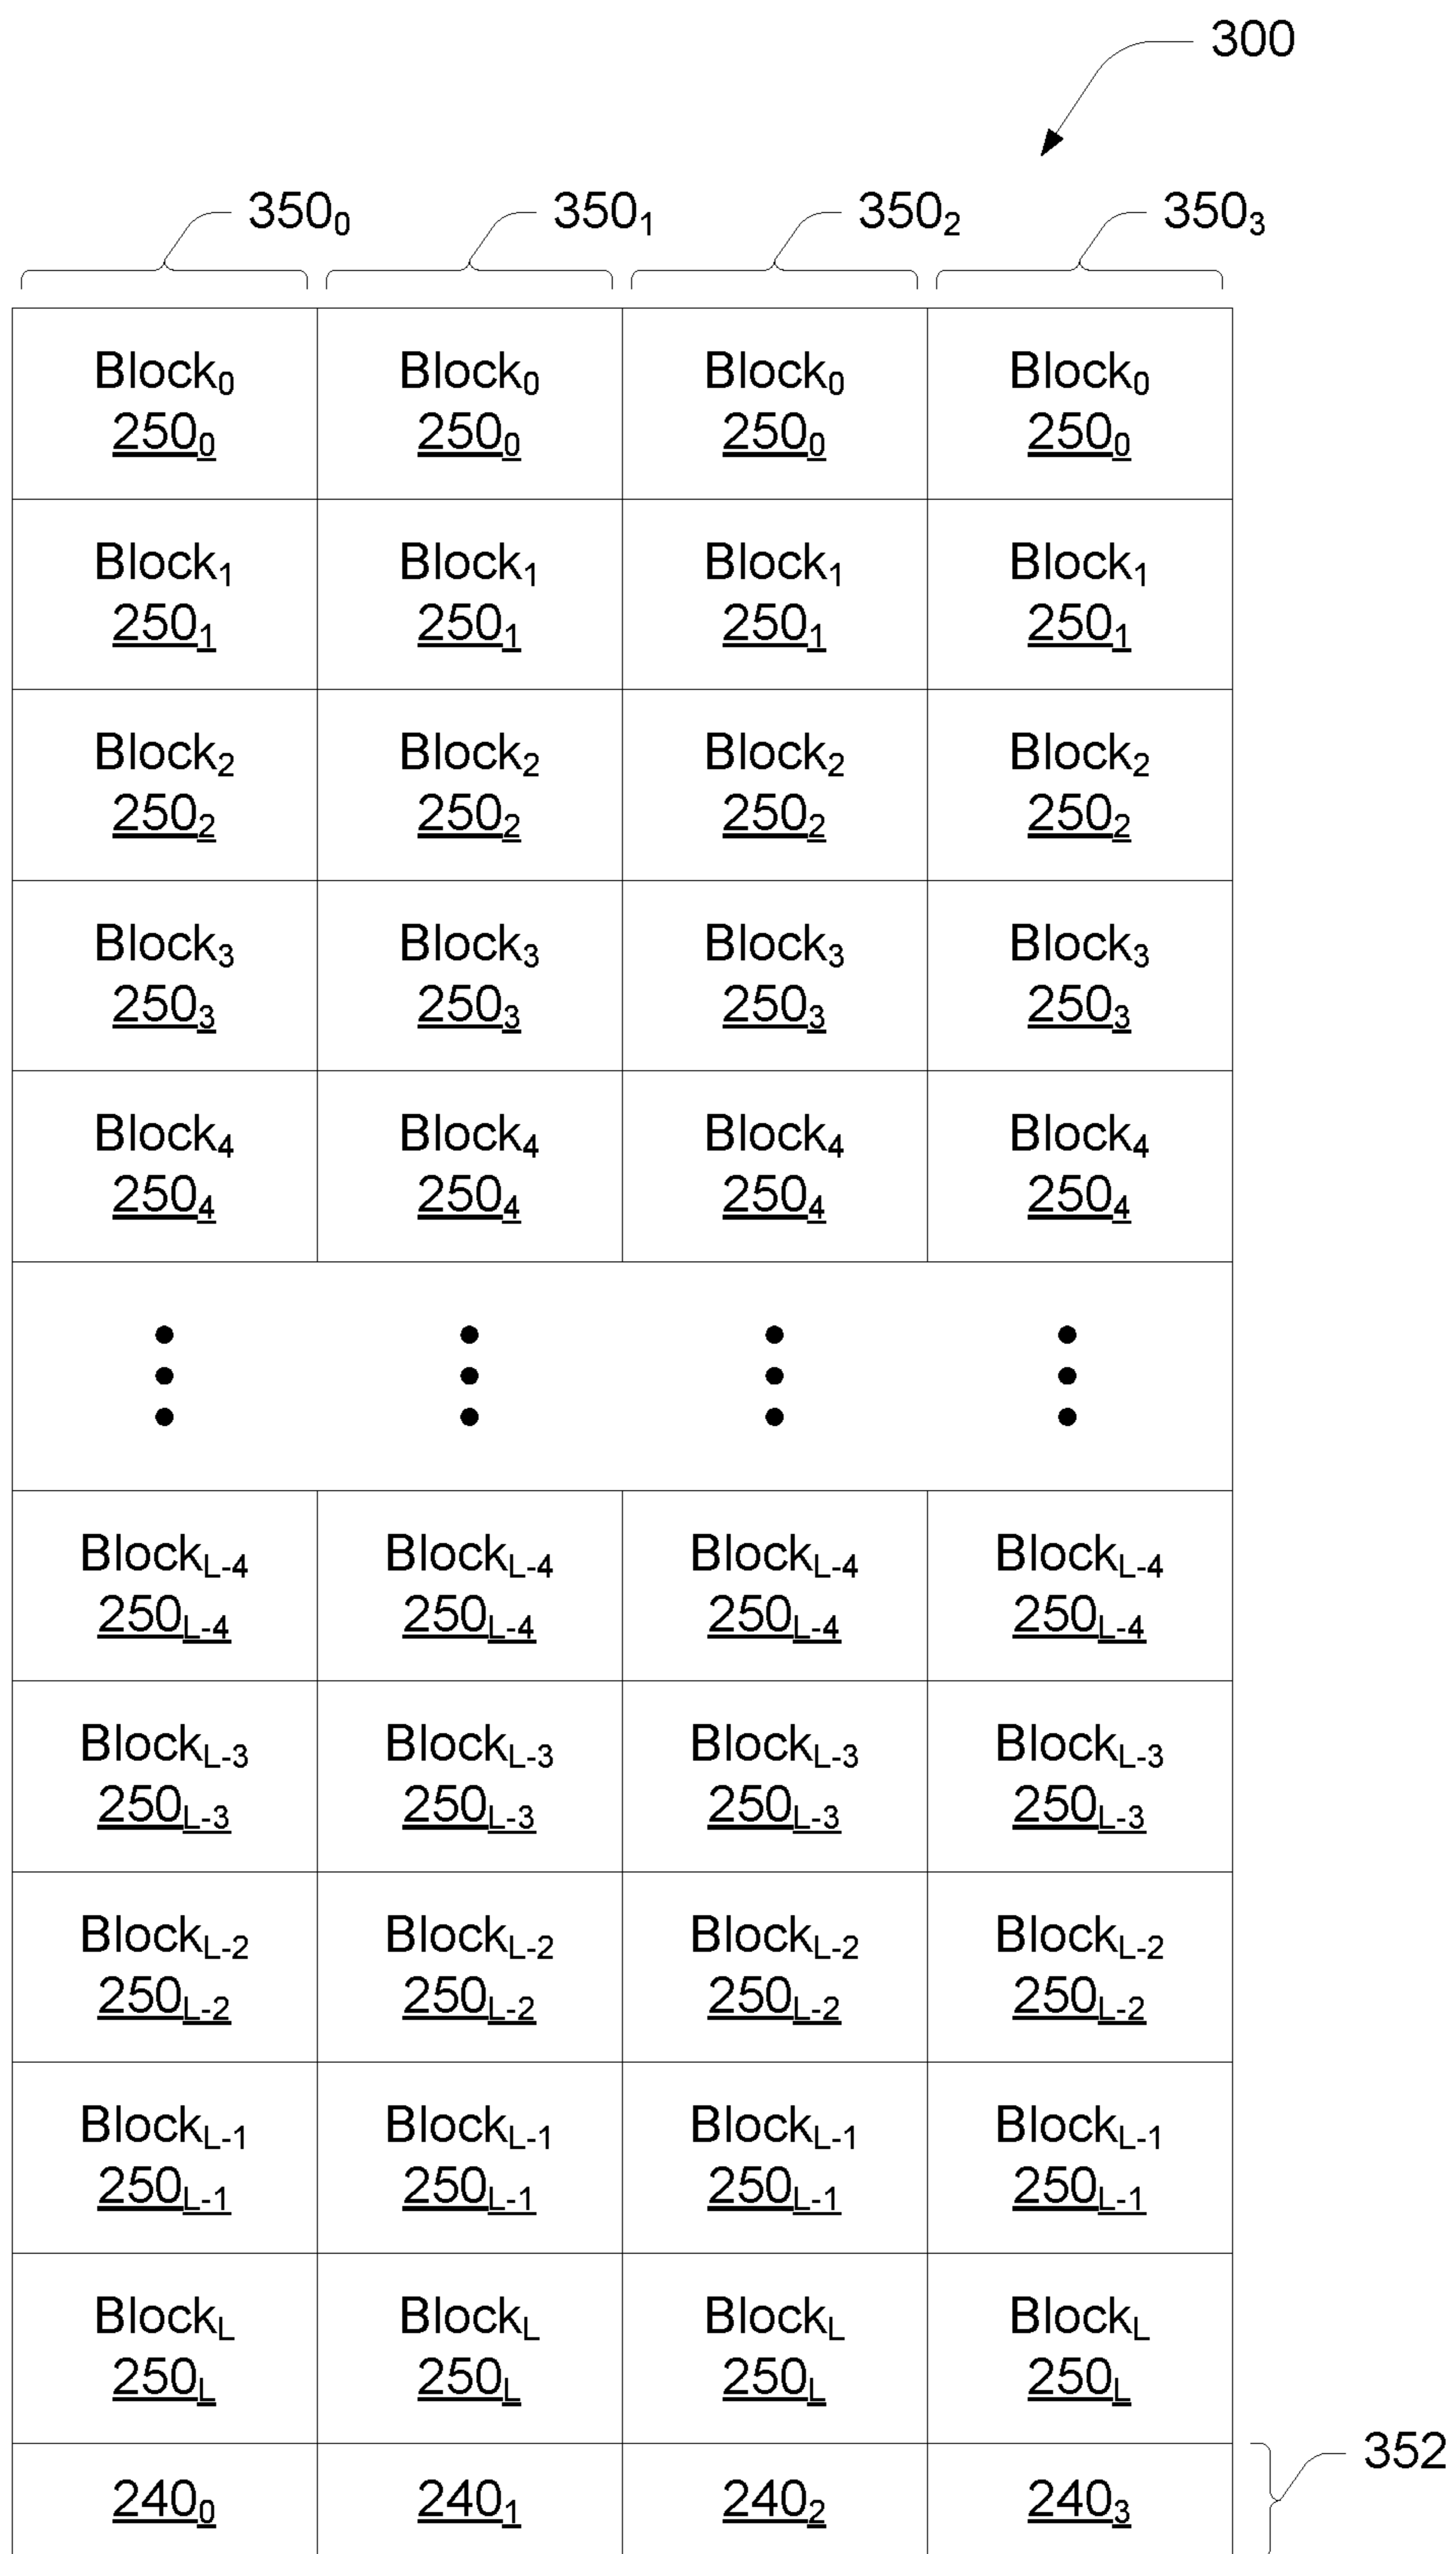 300
350₀ 350₁ 350₂ 350₃
Block₀ Block₀ Block₀ Block₀
250₀ 250₀ 250₀ 250₀
Block₁ Block₁ Block₁ Block₁
250₁ 250₁ 250₁ 250₁
Block₂ Block₂ Block₂ Block₂
250₂ 250₂ 250₂ 250₂
Block₃ Block₃ Block₃ Block₃
250₃ 250₃ 250₃ 250₃
Block₄ Block₄ Block₄ Block₄
250₄ 250₄ 250₄ 250₄
Block_L-4 Block_L-4 Block_L-4 Block_L-4
250_L-4 250_L-4 250_L-4 250_L-4
Block_L-3 Block_L-3 Block_L-3 Block_L-3
250_L-3 250_L-3 250_L-3 250_L-3
Block_L-2 Block_L-2 Block_L-2 Block_L-2
250_L-2 250_L-2 250_L-2 250_L-2
Block_L-1 Block_L-1 Block_L-1 Block_L-1
250_L-1 250_L-1 250_L-1 250_L-1
Block_L Block_L Block_L Block_L
250_L 250_L 250_L 250_L
352
240₀ 240₁ 240₂ 240₃